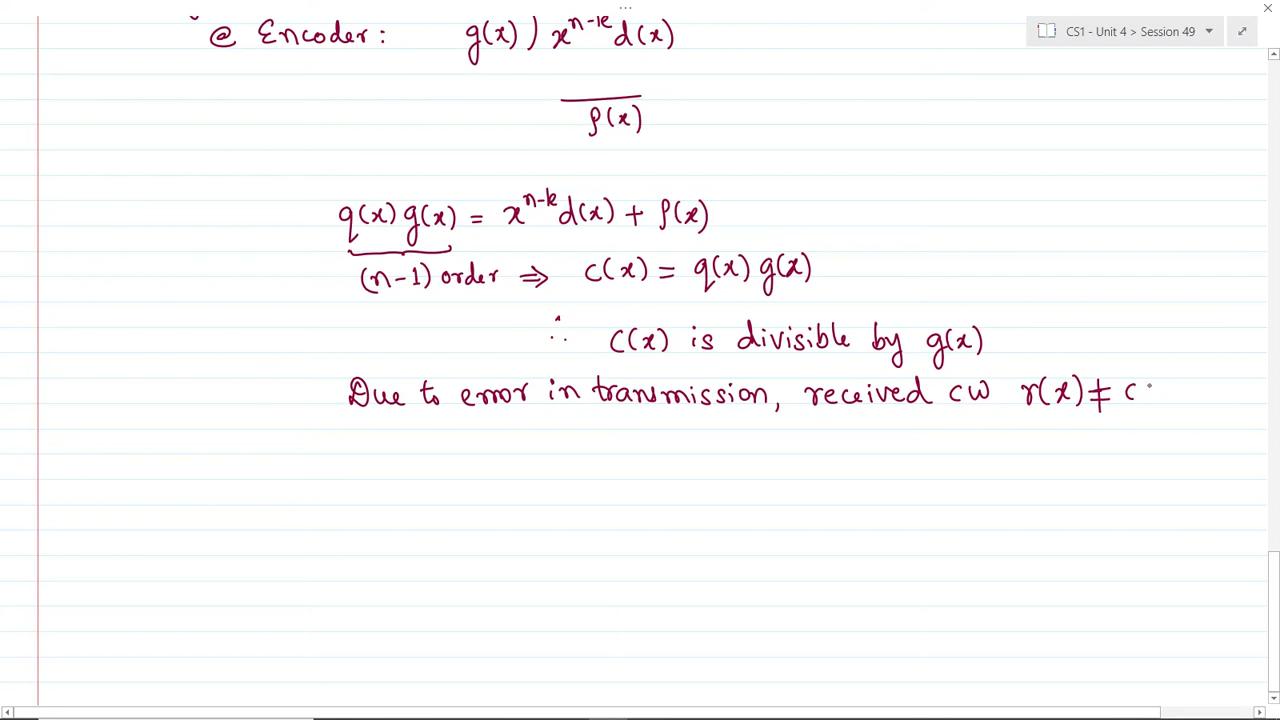 CS1 - Unit 4 > Session 49
@ Encoder: g(x) ) x^{n-k} d(x)
ρ(x)
q(x) g(x) = x^{n-k} d(x) + ρ(x)
(n-1) order ⇒ c(x) = q(x) g(x)
∴ c(x) is divisible by g(x)
Due to error in transmission, received cw r(x) ≠ c